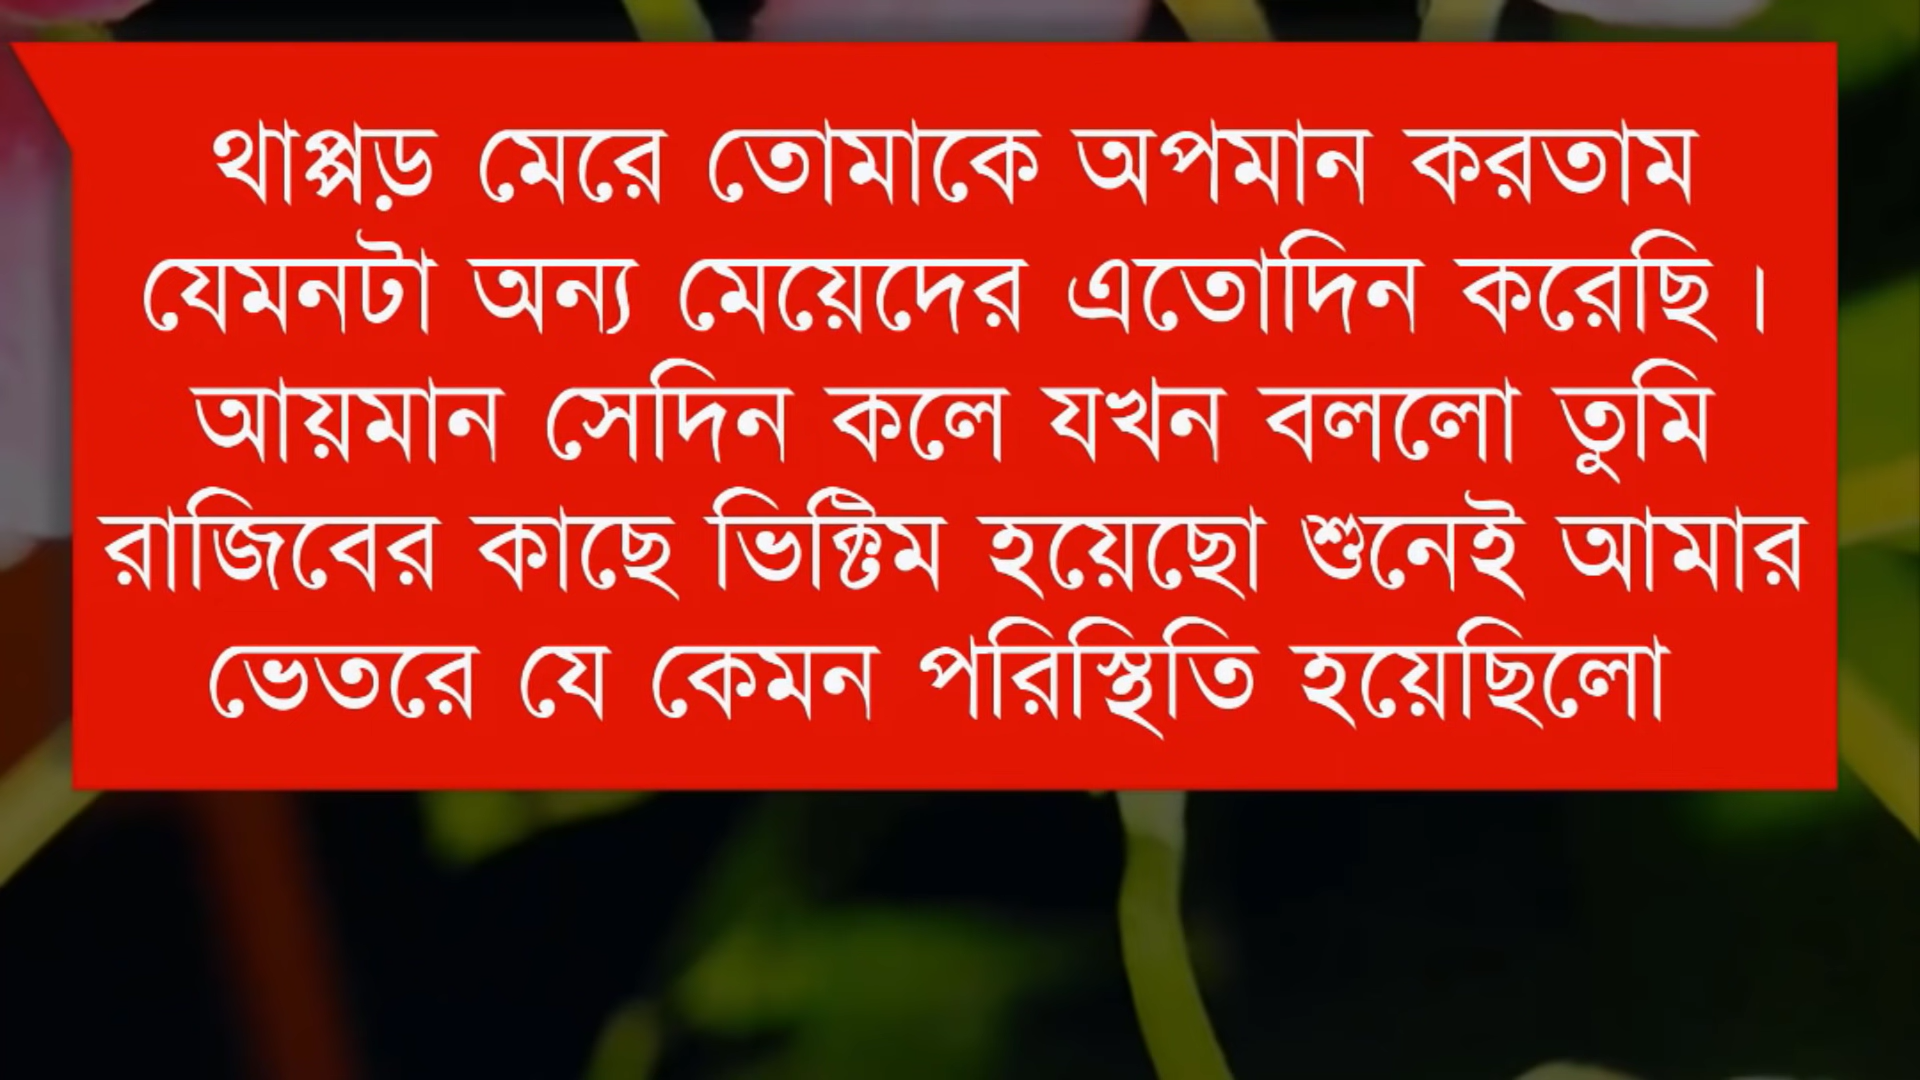 থাপ্পড় মেরে তোমাকে অপমান করতাম
যেমনটা অন্য মেয়েদের এতোদিন করেছি।
আয়মান সেদিন কলে যখন বললো তুমি
রাজিবের কাছে ভিক্টিম হয়েছো শুনেই আমার
ভেতরে যে কেমন পরিস্থিতি হয়েছিলো